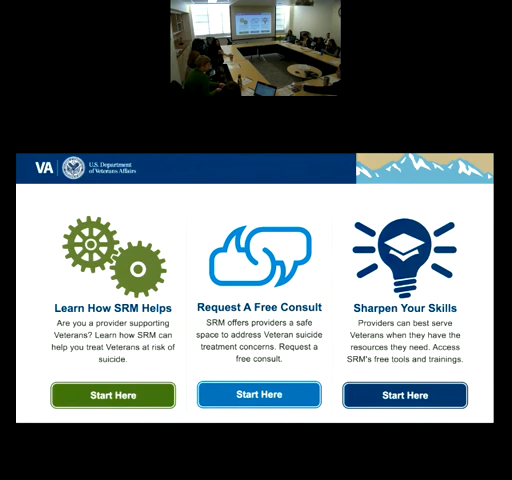 VA
U.S. Department
of Veterans Affairs
Learn How SRM Helps
Are you a provider supporting
Veterans? Learn how SRM can
help you treat Veterans at risk of
suicide.
Start Here
Request A Free Consult
SRM offers providers a safe
space to address Veteran suicide
treatment concerns. Request a
free consult.
Start Here
Sharpen Your Skills
Providers can best serve
Veterans when they have the
resources they need. Access
SRM's free tools and trainings.
Start Here